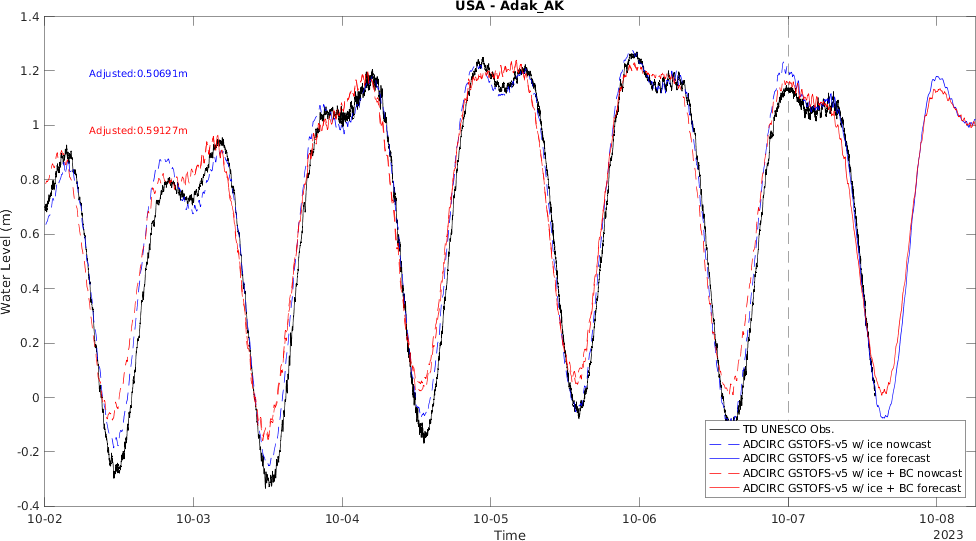 USA - Adak_AK
1.4
1.2
1
0.8
0.6
0.4
0.2
0
-0.2
-0.4
Water Level (m)
Adjusted:0.50691m
Adjusted:0.59127m
TD UNESCO Obs.
ADCIRC GSTOFS-v5 w/ ice nowcast
ADCIRC GSTOFS-v5 w/ ice forecast
ADCIRC GSTOFS-v5 w/ice + BC nowcast
ADCIRC GSTOFS-v5 w/ice + BC forecast
10-02 10-03 10-04 10-05 10-06 10-07 10-08
Time 2023